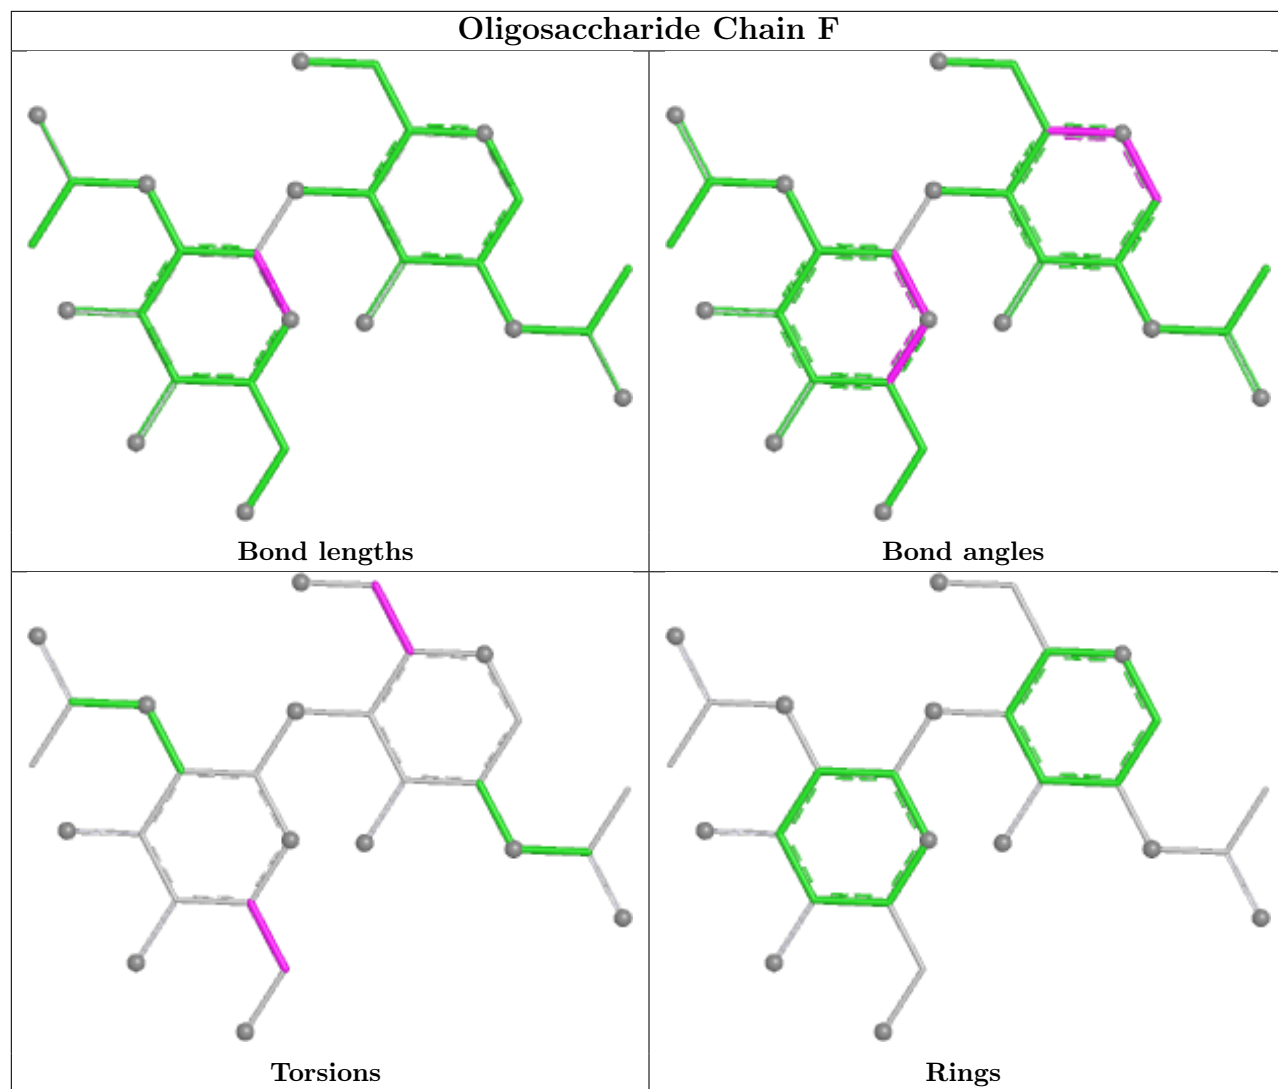 Oligosaccharide Chain F
Bond lengths
Bond angles
Torsions
Rings